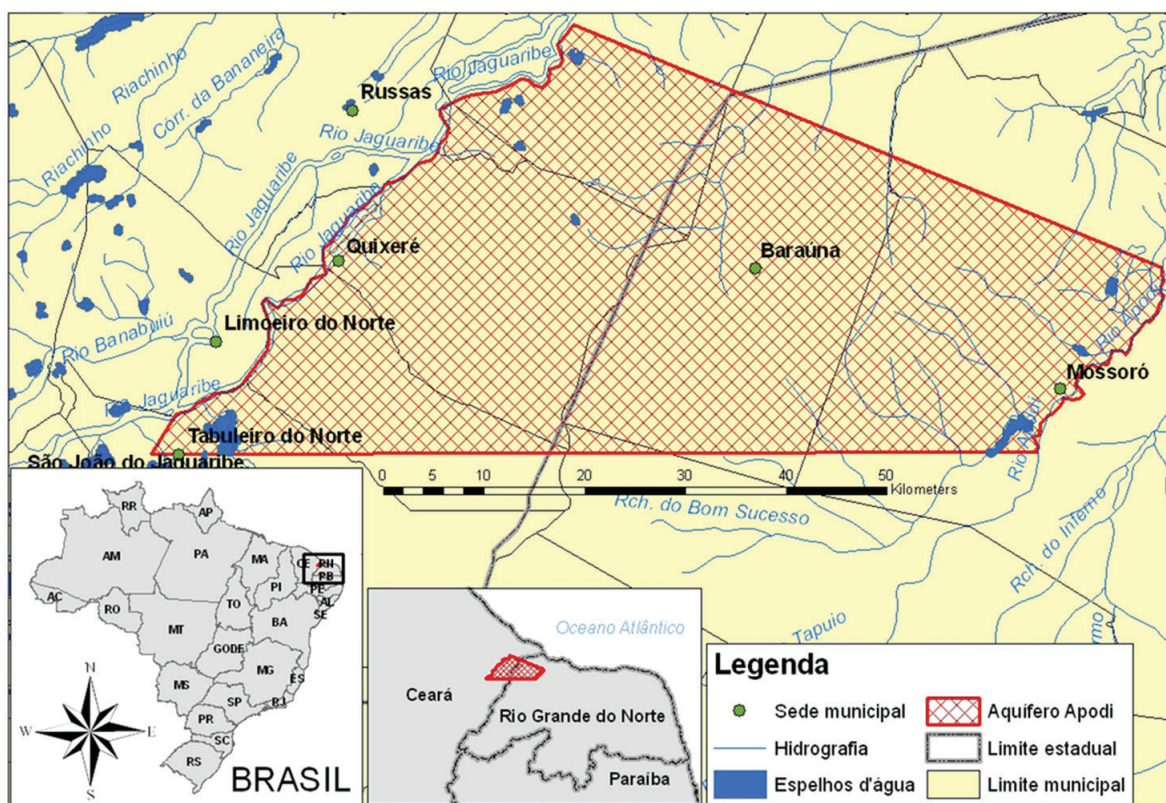 Riachinho
Córr. da Bananeira
Russas
Rio Jaguaribe
Rio Jaguaribe
Riachinho
Rio Jaguaribe
Rio Jaguaribe
Quixeré
Baraúna
Rio Apodi
Rio Banabuiú
Limoeiro do Norte
Mossoró
Rio Jaguaribe
Tabuleiro do Norte
São João do Jaguaribe
Rio Apodi
0 10 20 30 40 50
Kilometers
Rch. do Bom Sucesso
Rch. do Inferno
Tapuio
RR
AP
AM
PA
MA
CE
RN
PB
PI
PE
AL
SE
AC
RO
TO
BA
MT
GODF
MG
ES
MS
SP
RJ
PR
SC
RS
N
W
E
S
BRASIL
Oceano Atlântico
Ceará
Rio Grande do Norte
Paraíba
Legenda
Sede municipal
Aquífero Apodi
Hidrografia
Limite estadual
Espelhos d'água
Limite municipal